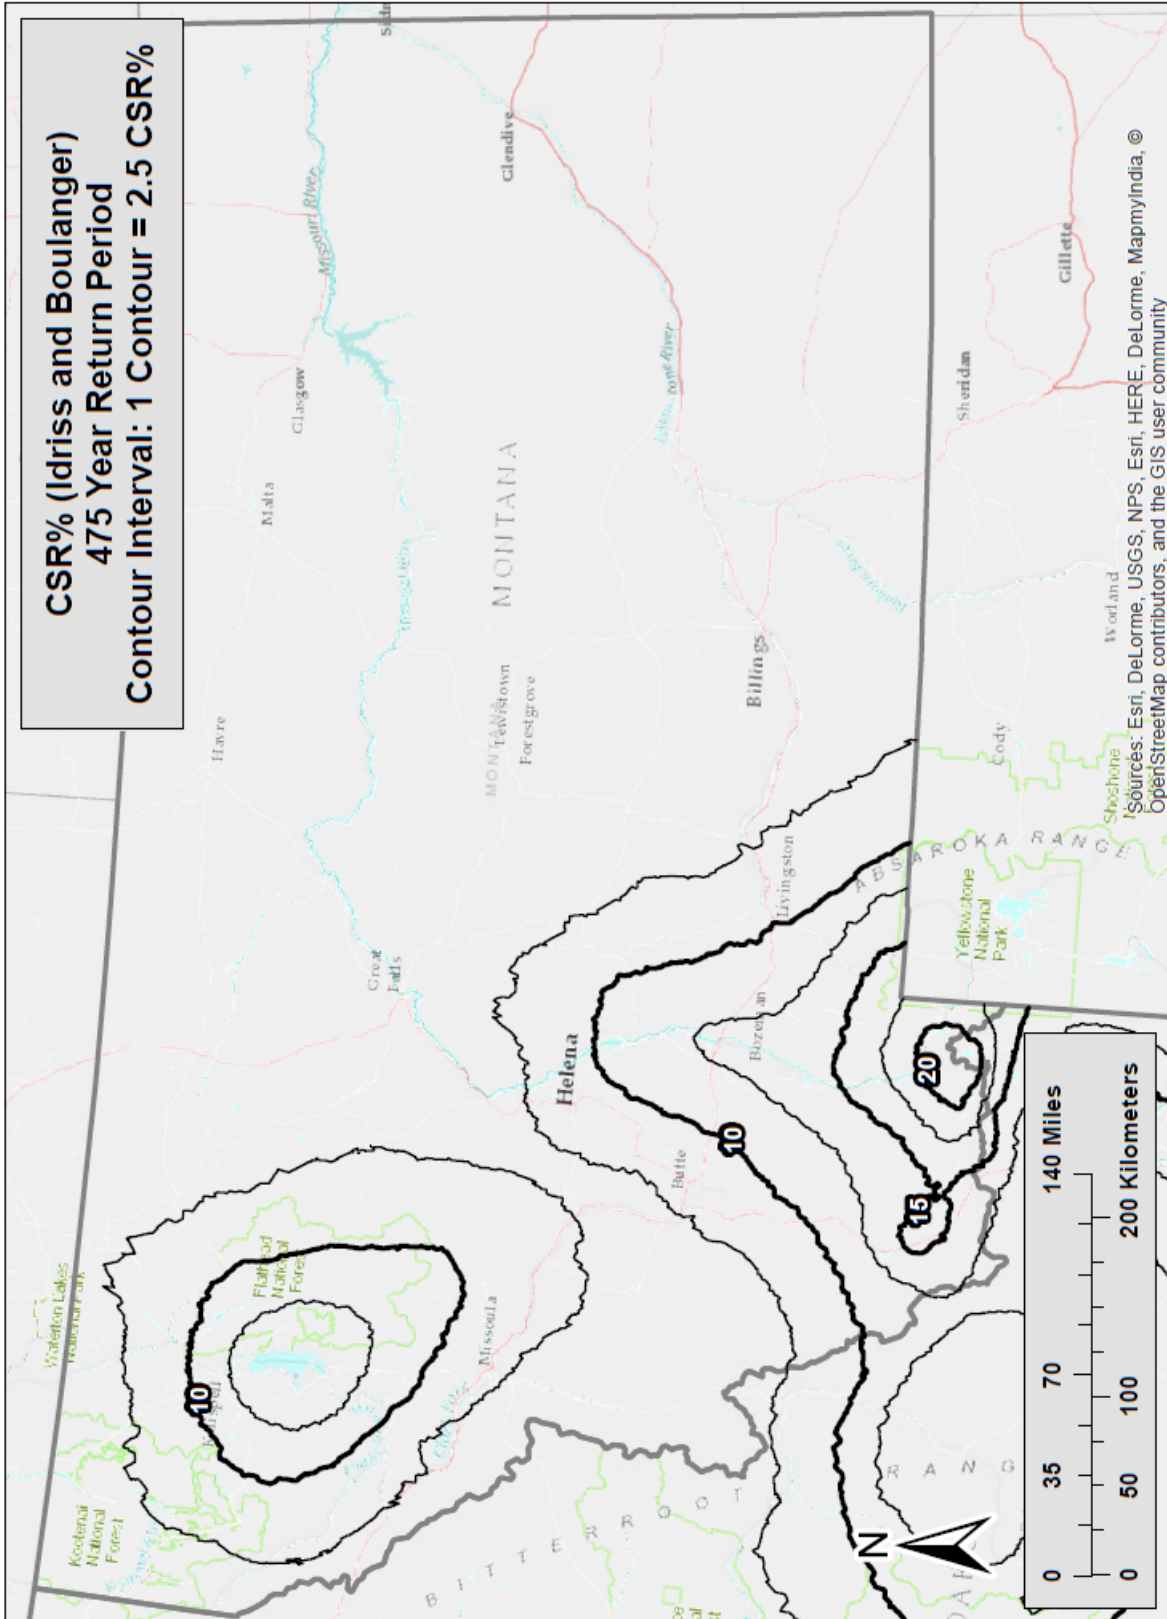 CSR% (Idriss and Boulanger)
475 Year Return Period
Contour Interval: 1 Contour = 2.5 CSR%
Waterton Lakes
National Park
Kootenai
National
Forest
Flathead
National
Forest
10
Missoula
Havre
Malta
Glasgow
Missouri River
Great
Falls
MONTANA
Lewistown
Forestgrove
MONTANA
Glendive
Helena
Butte
10
Bozeman
Livingston
Billings
15
20
BITTERROOT
RANG
ABSAROKA RANGE
Yellowstone
National
Park
Shoshone
Cody
Worland
Sheridan
Gillette
N
0 35 70 140 Miles
0 50 100 200 Kilometers
Sources: Esri, DeLorme, USGS, NPS, Esri, HERE, DeLorme, MapmyIndia, ©
OpenStreetMap contributors, and the GIS user community